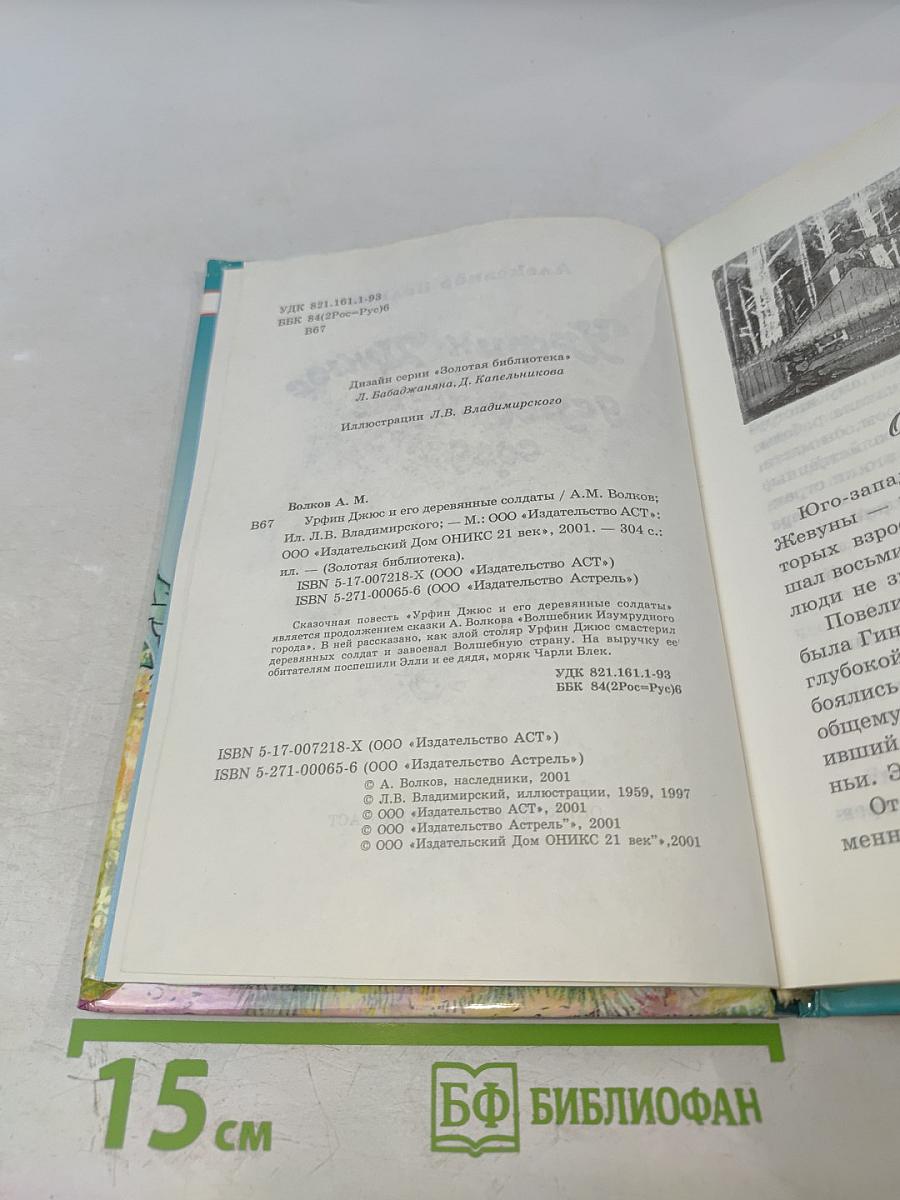 УДК 821.161.1-93
ББК 84(2Рос=Рус)6
В67
Дизайн серии «Золотая библиотека»
Л. Бабаджаняна, Д. Капельникова
Иллюстрации Л.В. Владимирского
Волков А. М.
В67 Урфин Джюс и его деревянные солдаты / А.М. Волков;
Ил. Л.В. Владимирского; — М.: ООО «Издательство АСТ»:
ООО «Издательский Дом ОНИКС 21 век», 2001. — 304 с.:
ил. — (Золотая библиотека).
ISBN 5-17-007218-X (ООО «Издательство АСТ»)
ISBN 5-271-00065-6 (ООО «Издательство Астрель»)
Сказочная повесть «Урфин Джюс и его деревянные солдаты»
является продолжением сказки А. Волкова «Волшебник Изумрудного
города». В ней рассказано, как злой столяр Урфин Джюс смастерил
деревянных солдат и завоевал Волшебную страну. На выручку ее
обитателям поспешили Элли и ее дядя, моряк Чарли Блек.
УДК 821.161.1-93
ББК 84(2Рос=Рус)6
ISBN 5-17-007218-X (ООО «Издательство АСТ»)
ISBN 5-271-00065-6 (ООО «Издательство Астрель»)
© А. Волков, наследники, 2001
© Л.В. Владимирский, иллюстрации, 1959, 1997
© ООО «Издательство АСТ», 2001
© ООО «Издательство Астрель”», 2001
© ООО «Издательский Дом ОНИКС 21 век”»,2001
Юго-запад
Жевуны —
торых взрос
шал восьми
люди не з
Повели
была Гин
глубокой
боялись
общему
ивший
ньи. Э
От
менн
15 см
БФ БИБЛИОФАН